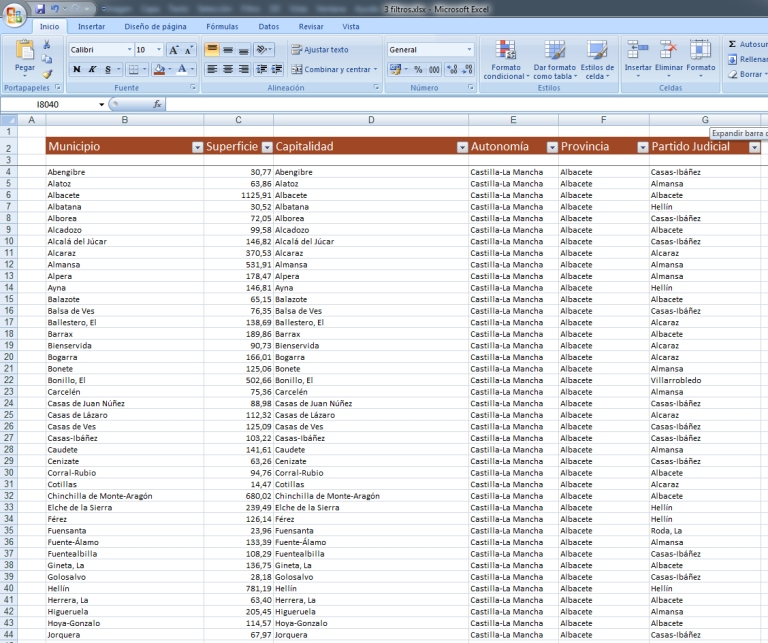 3 filtros.xlsx - Microsoft Excel
Inicio Insertar Diseño de página Fórmulas Datos Revisar Vista
Calibri 10 Ajustar texto General Autosum
Pegar N K S Combinar y centrar % 000 Formato condicional Dar formato como tabla Estilos de celda Insertar Eliminar Formato Rellenar Borrar
Portapapeles Fuente Alineación Número Estilos Celdas
I8040 fx
A B C D E F G
1 Expandir barra
2 Municipio Superficie Capitalidad Autonomía Provincia Partido Judicial
3
4 Abengibre 30,77 Abengibre Castilla-La Mancha Albacete Casas-Ibáñez
5 Alatoz 63,86 Alatoz Castilla-La Mancha Albacete Almansa
6 Albacete 1125,91 Albacete Castilla-La Mancha Albacete Albacete
7 Albatana 30,52 Albatana Castilla-La Mancha Albacete Hellín
8 Alborea 72,05 Alborea Castilla-La Mancha Albacete Casas-Ibáñez
9 Alcadozo 99,58 Alcadozo Castilla-La Mancha Albacete Albacete
10 Alcalá del Júcar 146,82 Alcalá del Júcar Castilla-La Mancha Albacete Casas-Ibáñez
11 Alcaraz 370,53 Alcaraz Castilla-La Mancha Albacete Alcaraz
12 Almansa 531,91 Almansa Castilla-La Mancha Albacete Almansa
13 Alpera 178,47 Alpera Castilla-La Mancha Albacete Almansa
14 Ayna 146,81 Ayna Castilla-La Mancha Albacete Hellín
15 Balazote 65,15 Balazote Castilla-La Mancha Albacete Albacete
16 Balsa de Ves 76,35 Balsa de Ves Castilla-La Mancha Albacete Casas-Ibáñez
17 Ballestero, El 138,69 Ballestero, El Castilla-La Mancha Albacete Alcaraz
18 Barrax 189,86 Barrax Castilla-La Mancha Albacete Albacete
19 Bienservida 90,73 Bienservida Castilla-La Mancha Albacete Alcaraz
20 Bogarra 166,01 Bogarra Castilla-La Mancha Albacete Alcaraz
21 Bonete 125,06 Bonete Castilla-La Mancha Albacete Almansa
22 Bonillo, El 502,66 Bonillo, El Castilla-La Mancha Albacete Villarrobledo
23 Carcelén 75,36 Carcelén Castilla-La Mancha Albacete Almansa
24 Casas de Juan Núñez 88,98 Casas de Juan Núñez Castilla-La Mancha Albacete Casas-Ibáñez
25 Casas de Lázaro 112,32 Casas de Lázaro Castilla-La Mancha Albacete Alcaraz
26 Casas de Ves 125,09 Casas de Ves Castilla-La Mancha Albacete Casas-Ibáñez
27 Casas-Ibáñez 103,22 Casas-Ibáñez Castilla-La Mancha Albacete Casas-Ibáñez
28 Caudete 141,61 Caudete Castilla-La Mancha Albacete Almansa
29 Cenizate 63,26 Cenizate Castilla-La Mancha Albacete Casas-Ibáñez
30 Corral-Rubio 94,76 Corral-Rubio Castilla-La Mancha Albacete Albacete
31 Cotillas 14,47 Cotillas Castilla-La Mancha Albacete Alcaraz
32 Chinchilla de Monte-Aragón 680,02 Chinchilla de Monte-Aragón Castilla-La Mancha Albacete Albacete
33 Elche de la Sierra 239,49 Elche de la Sierra Castilla-La Mancha Albacete Hellín
34 Férez 126,14 Férez Castilla-La Mancha Albacete Hellín
35 Fuensanta 23,96 Fuensanta Castilla-La Mancha Albacete Roda, La
36 Fuente-Álamo 133,39 Fuente-Álamo Castilla-La Mancha Albacete Almansa
37 Fuentealbilla 108,29 Fuentealbilla Castilla-La Mancha Albacete Casas-Ibáñez
38 Gineta, La 136,75 Gineta, La Castilla-La Mancha Albacete Albacete
39 Golosalvo 28,18 Golosalvo Castilla-La Mancha Albacete Casas-Ibáñez
40 Hellín 781,19 Hellín Castilla-La Mancha Albacete Hellín
41 Herrera, La 63,40 Herrera, La Castilla-La Mancha Albacete Albacete
42 Higueruela 205,45 Higueruela Castilla-La Mancha Albacete Almansa
43 Hoya-Gonzalo 114,57 Hoya-Gonzalo Castilla-La Mancha Albacete Albacete
44 Jorquera 67,97 Jorquera Castilla-La Mancha Albacete Casas-Ibáñez